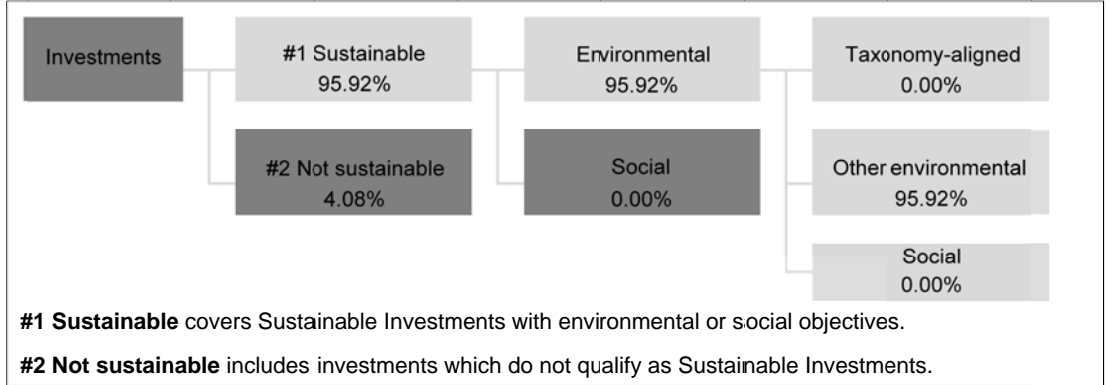 Investments
#1 Sustainable
95.92%
Environmental
95.92%
Taxonomy-aligned
0.00%
#2 Not sustainable
4.08%
Social
0.00%
Other environmental
95.92%
Social
0.00%
#1 Sustainable covers Sustainable Investments with environmental or social objectives.
#2 Not sustainable includes investments which do not qualify as Sustainable Investments.